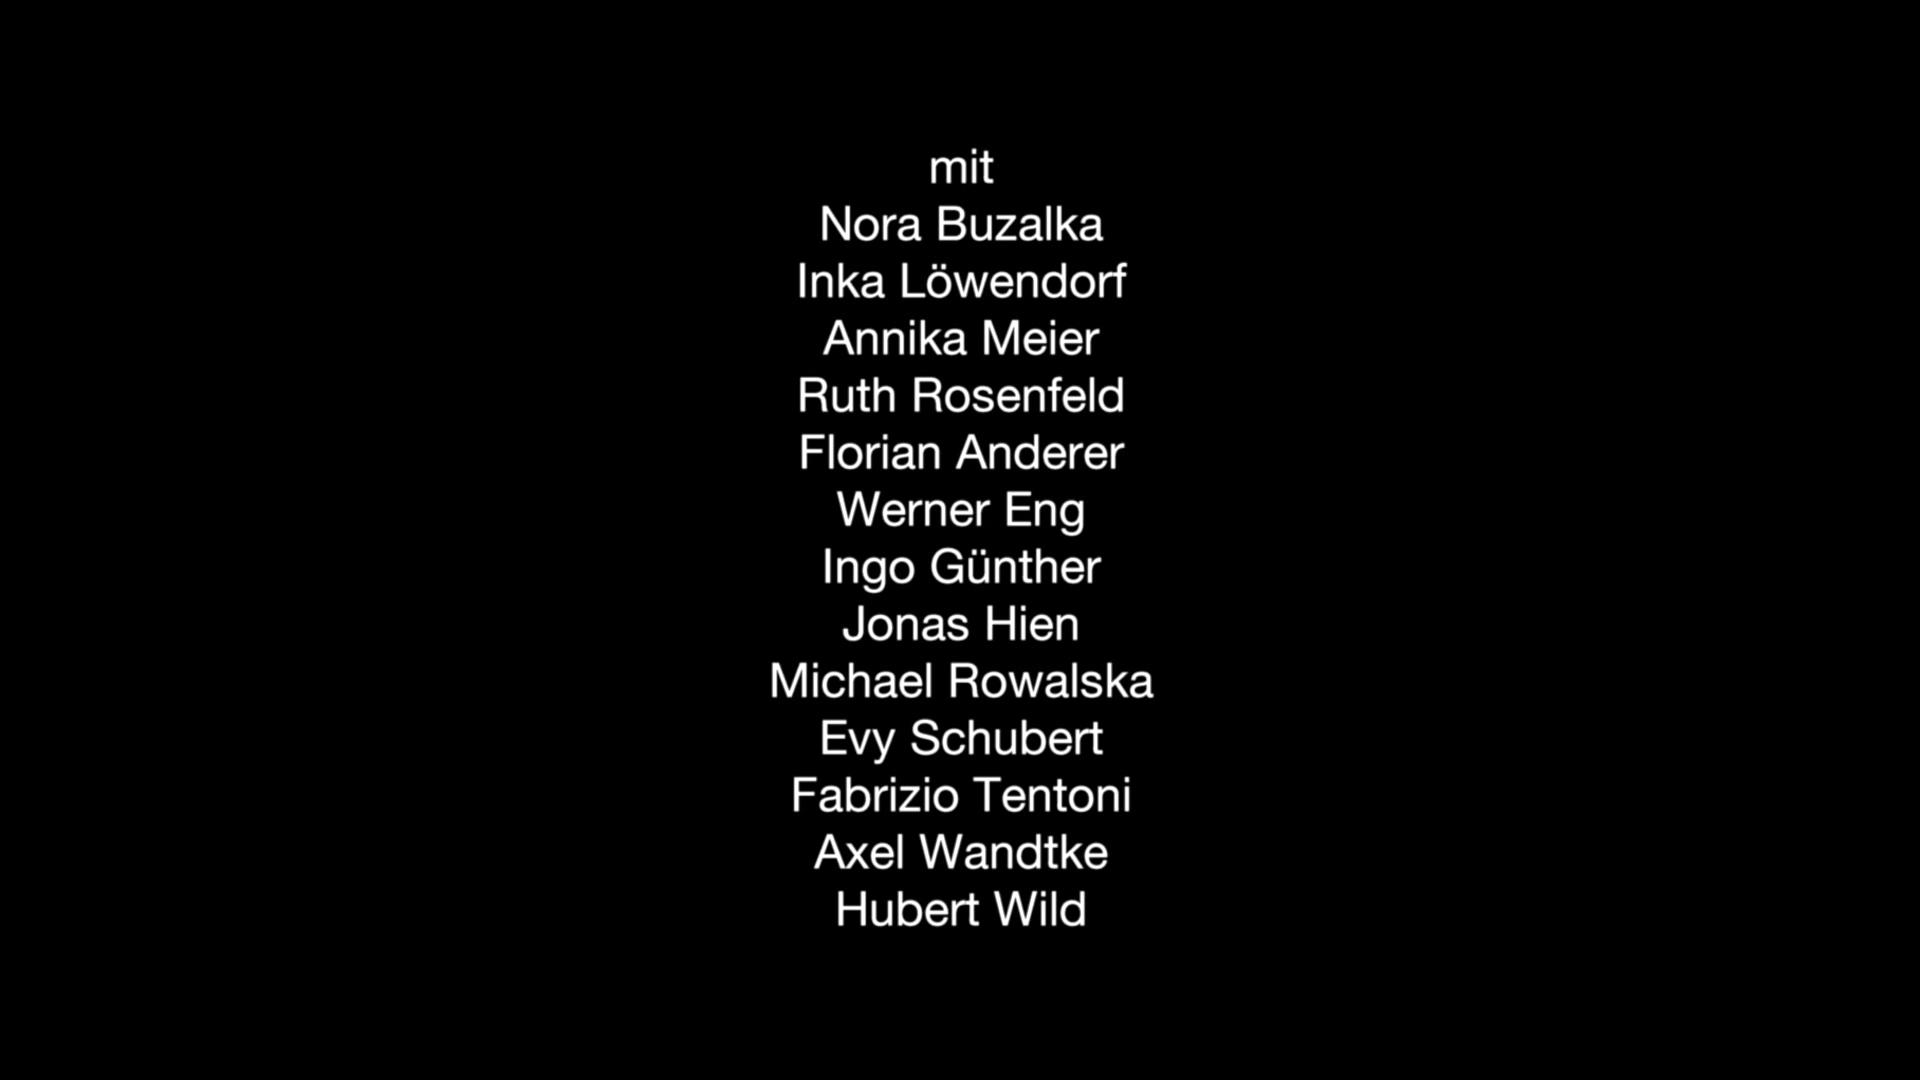 mit
Nora Buzalka
Inka Löwendorf
Annika Meier
Ruth Rosenfeld
Florian Anderer
Werner Eng
Ingo Günther
Jonas Hien
Michael Rowalska
Evy Schubert
Fabrizio Tentoni
Axel Wandtke
Hubert Wild